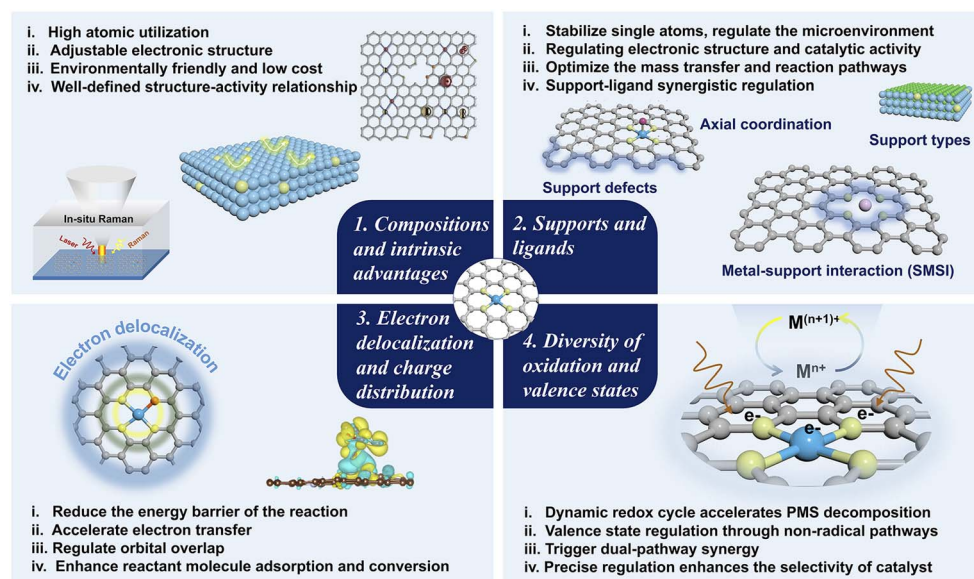 i. High atomic utilization
ii. Adjustable electronic structure
iii. Environmentally friendly and low cost
iv. Well-defined structure-activity relationship
In-situ Raman
Laser
Raman
1. Compositions
and intrinsic
advantages
i. Stabilize single atoms, regulate the microenvironment
ii. Regulating electronic structure and catalytic activity
iii. Optimize the mass transfer and reaction pathways
iv. Support-ligand synergistic regulation
Axial coordination
Support types
Support defects
Metal-support interaction (SMSI)
2. Supports and
ligands
3. Electron
delocalization
and charge
distribution
Electron delocalization
i. Reduce the energy barrier of the reaction
ii. Accelerate electron transfer
iii. Regulate orbital overlap
iv. Enhance reactant molecule adsorption and conversion
4. Diversity of
oxidation and
valence states
M(n+1)+
Mn+
e- e-
e-
i. Dynamic redox cycle accelerates PMS decomposition
ii. Valence state regulation through non-radical pathways
iii. Trigger dual-pathway synergy
iv. Precise regulation enhances the selectivity of catalyst